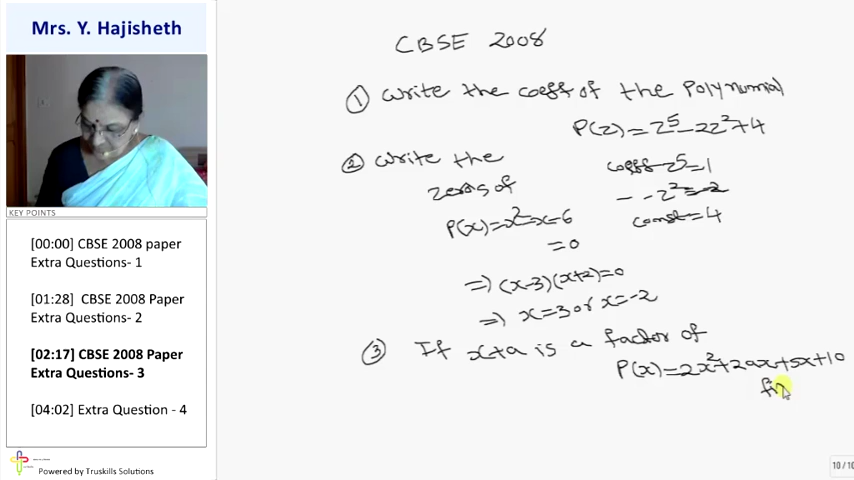 Mrs. Y. Hajisheth
KEY POINTS
[00:00] CBSE 2008 paper
Extra Questions- 1
[01:28] CBSE 2008 Paper
Extra Questions- 2
[02:17] CBSE 2008 Paper
Extra Questions- 3
[04:02] Extra Question - 4
Powered by Truskills Solutions
CBSE 2008
① Write the coeff of the Polynomial
P(z)=z⁵-2z²+4
② Write the
zeros of
P(x)=x²-x-6
=0
coeff z⁵=1
- - z²=-2
const=4
=) (x-3)(x+2)=0
=) x=3 or x=-2
③ If x+a is a factor of
P(x)=2x²+2ax+5x+10
fin
10 / 10